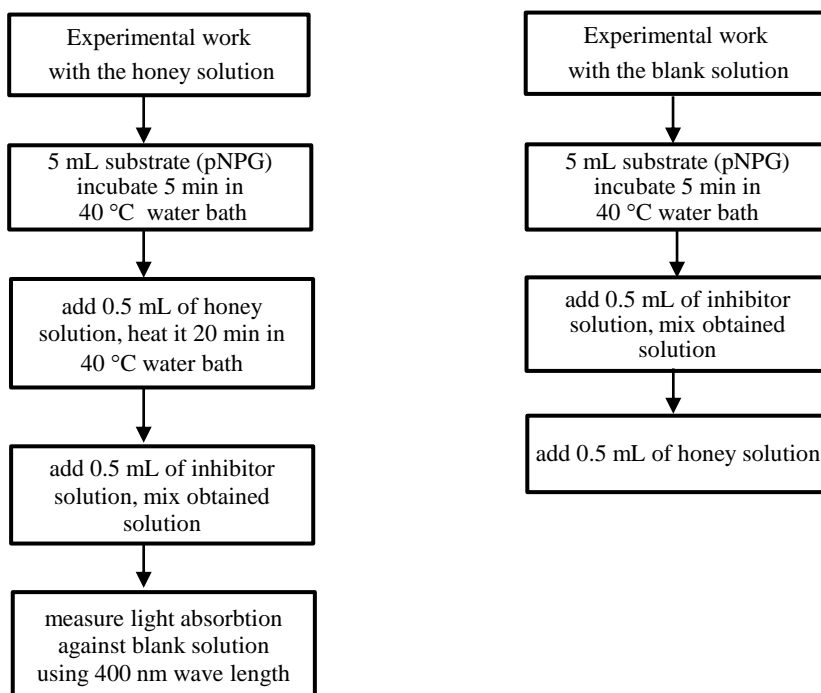 Experimental work
with the honey solution
5 mL substrate (pNPG)
incubate 5 min in
40 °C water bath
add 0.5 mL of honey
solution, heat it 20 min in
40 °C water bath
add 0.5 mL of inhibitor
solution, mix obtained
solution
measure light absorbtion
against blank solution
using 400 nm wave length
Experimental work
with the blank solution
5 mL substrate (pNPG)
incubate 5 min in
40 °C water bath
add 0.5 mL of inhibitor
solution, mix obtained
solution
add 0.5 mL of honey solution